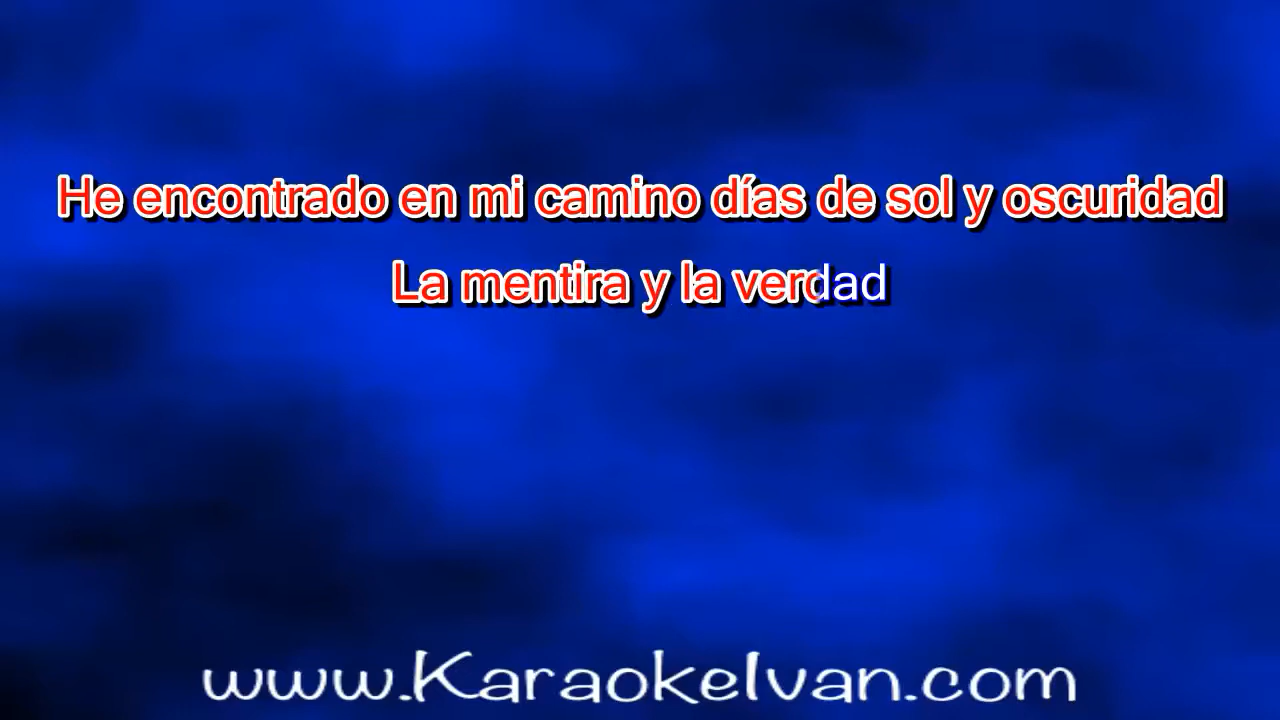 He encontrado en mi camino días de sol y oscuridad
La mentira y la verdad
www.KaraokeIvan.com